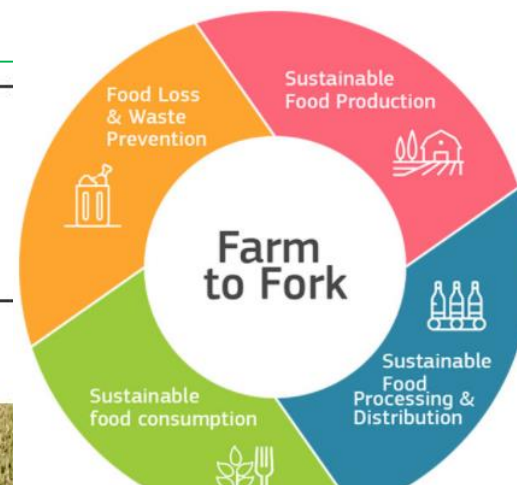 Food Loss
& Waste
Prevention
Sustainable
Food Production
Farm
to Fork
Sustainable
Food
Processing &
Distribution
Sustainable
food consumption